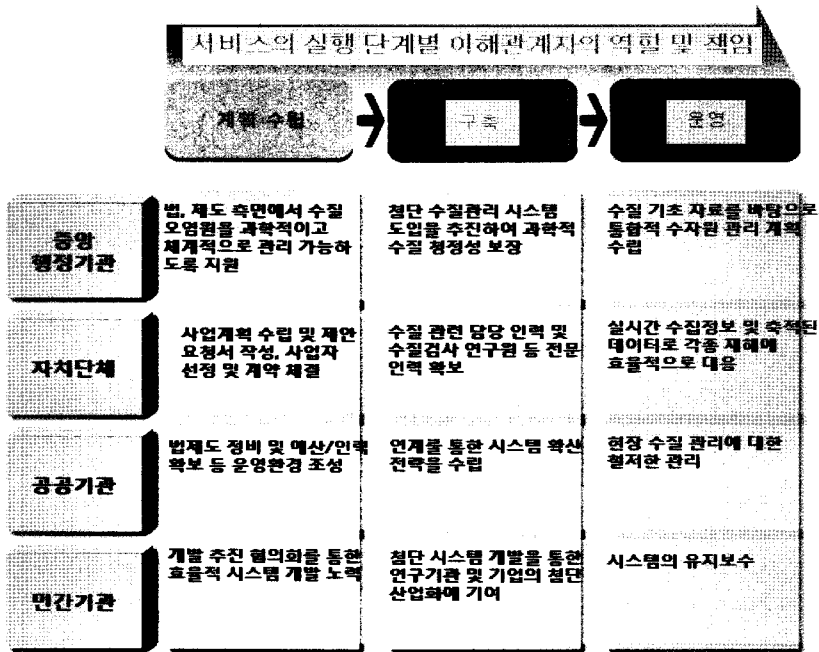 서비스의 실행 단계별 이해관계자의 역할 및 책임
계획 수립
구축
운영
중앙
행정기관
법, 제도 측면에서 수질
오염원을 과학적이고
체계적으로 관리 가능하
도록 지원
첨단 수질관리 시스템
도입을 추진하여 과학적
수질 청정성 보장
수질 기초 자료를 바탕으로
통합적 수자원 관리 계획
수립
자치단체
사업계획 수립 및 제안
요청서 작성, 사업자
선정 및 계약 체결
수질 관련 담당 인력 및
수질검사 연구원 등 전문
인력 확보
실시간 수집정보 및 축적된
데이터로 각종 재해에
효율적으로 대응
공공기관
법제도 정비 및 예산/인력
확보 등 운영환경 조성
연계를 통한 시스템 확산
전략을 수립
현장 수질 관리에 대한
철저한 관리
민간기관
개발 추진 협의회를 통한
효율적 시스템 개발 노력
첨단 시스템 개발을 통한
연구기관 및 기업의 첨단
산업화에 기여
시스템의 유지보수